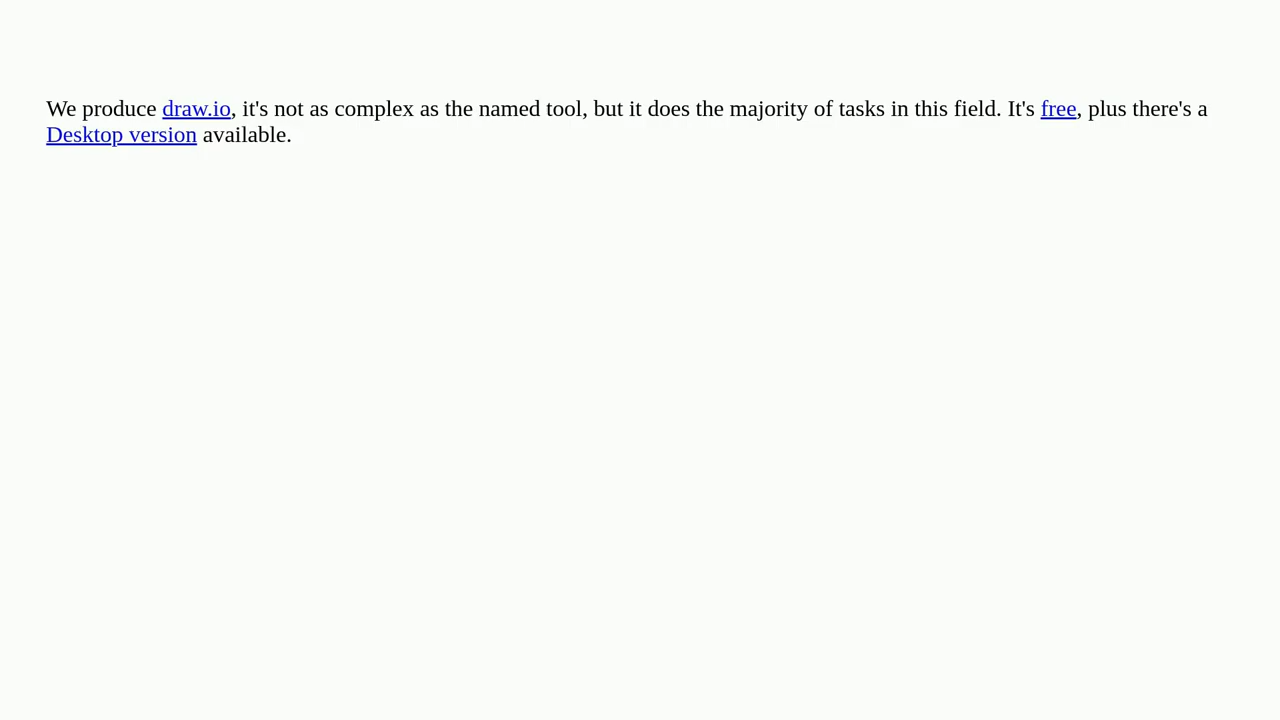 We produce draw.io, it's not as complex as the named tool, but it does the majority of tasks in this field. It's free, plus there's a
Desktop version available.